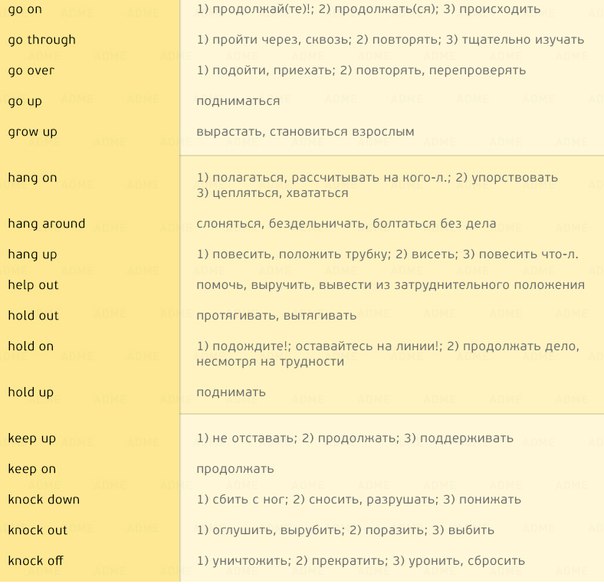 go on 1) продолжай(те)!; 2) продолжать(ся); 3) происходить
go through 1) пройти через, сквозь; 2) повторять; 3) тщательно изучать
go over 1) подойти, приехать; 2) повторять, перепроверять
go up подниматься
grow up вырастать, становиться взрослым
hang on 1) полагаться, рассчитывать на кого-л.; 2) упорствовать
3) цепляться, хвататься
hang around слоняться, бездельничать, болтаться без дела
hang up 1) повесить, положить трубку; 2) висеть; 3) повесить что-л.
help out помочь, выручить, вывести из затруднительного положения
hold out протягивать, вытягивать
hold on 1) подождите!; оставайтесь на линии!; 2) продолжать дело,
несмотря на трудности
hold up поднимать
keep up 1) не отставать; 2) продолжать; 3) поддерживать
keep on продолжать
knock down 1) сбить с ног; 2) сносить, разрушать; 3) понижать
knock out 1) оглушить, вырубить; 2) поразить; 3) выбить
knock off 1) уничтожить; 2) прекратить; 3) уронить, сбросить